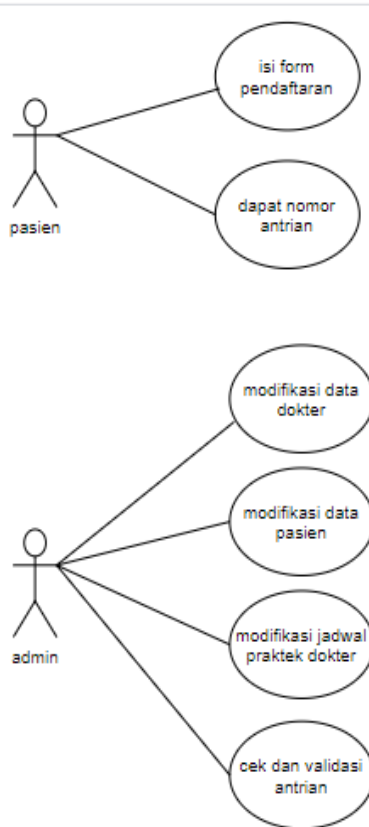 isi form
pendaftaran
pasien
dapat nomor
antrian
modifikasi data
dokter
modifikasi data
pasien
admin
modifikasi jadwal
praktek dokter
cek dan validasi
antrian